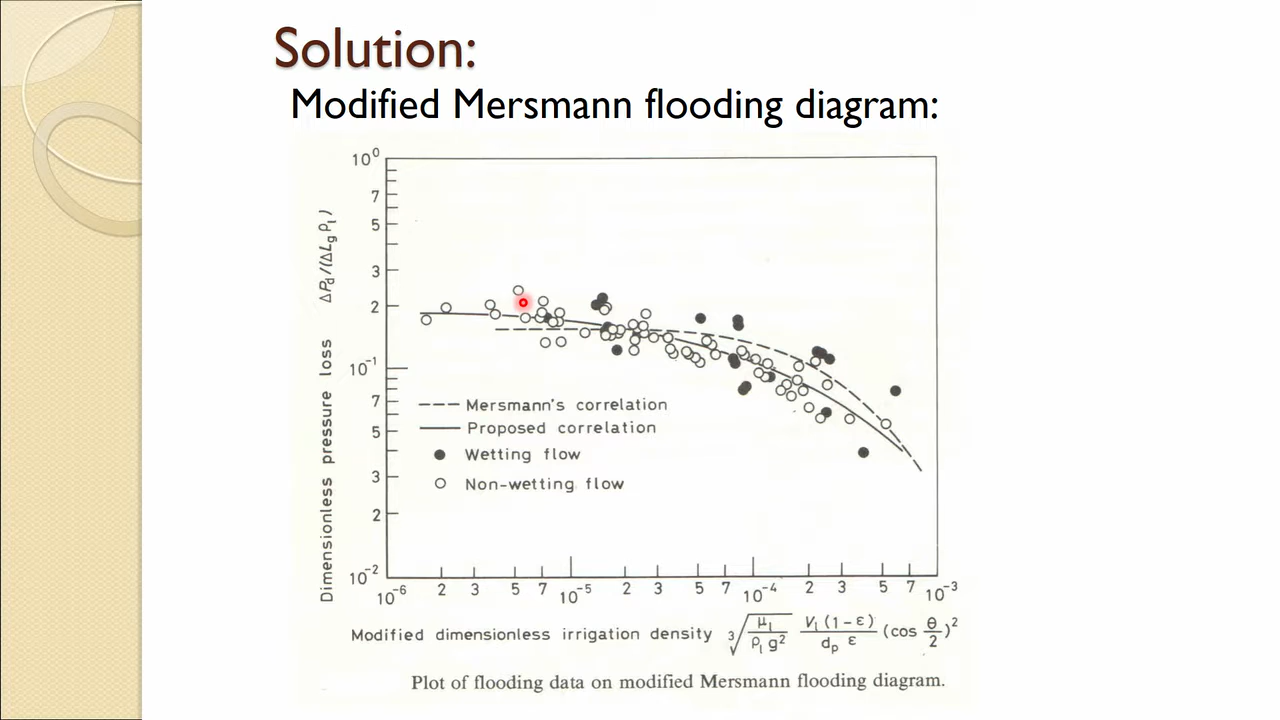 Solution:
Modified Mersmann flooding diagram:
Dimensionless pressure loss ΔP_d/(ΔL_g ρ_l)
10^0
7
5
3
2
10^-1
7
5
3
2
10^-2
--- Mersmann's correlation
— Proposed correlation
● Wetting flow
○ Non-wetting flow
10^-6 2 3 5 7 10^-5 2 3 5 7 10^-4 2 3 5 7 10^-3
Modified dimensionless irrigation density ∛(μ_l / ρ_l g²) V_l (1-ε) / d_p ε (cos θ/2)²
Plot of flooding data on modified Mersmann flooding diagram.